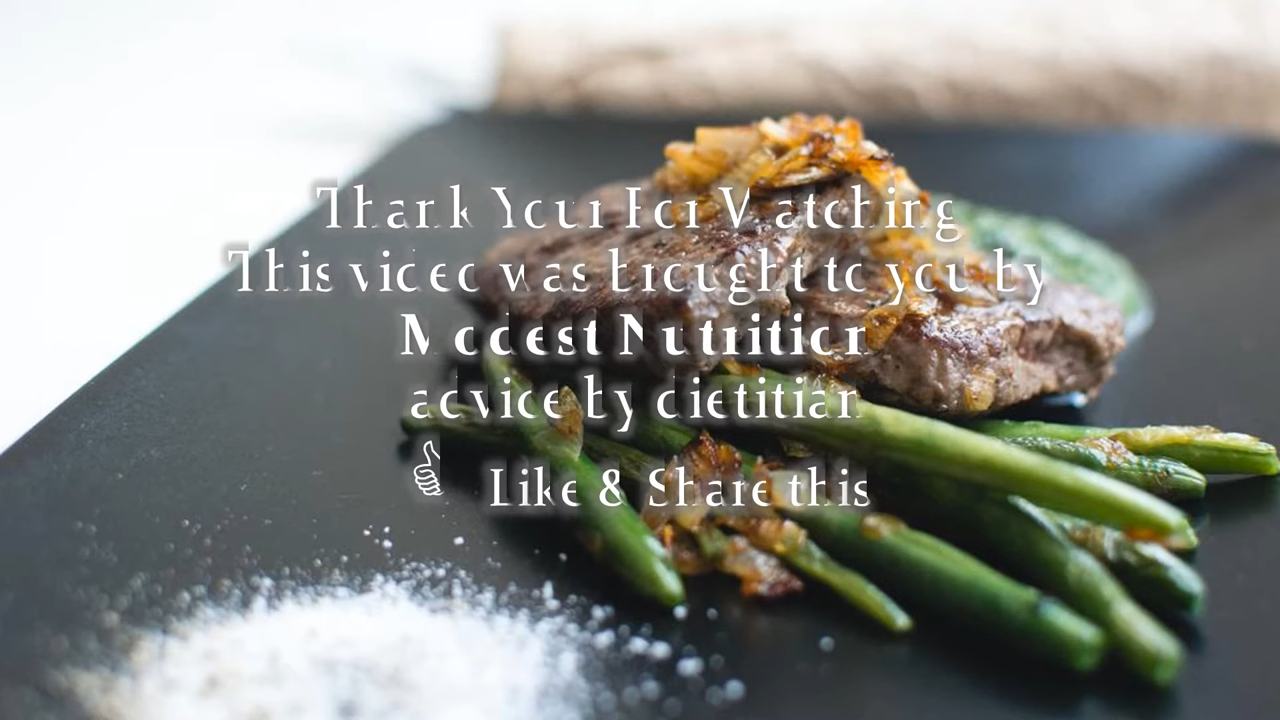 Thank Your For Watching
This video was brought to you by
Modest Nutrition
advice by dietitian
Like & Share this